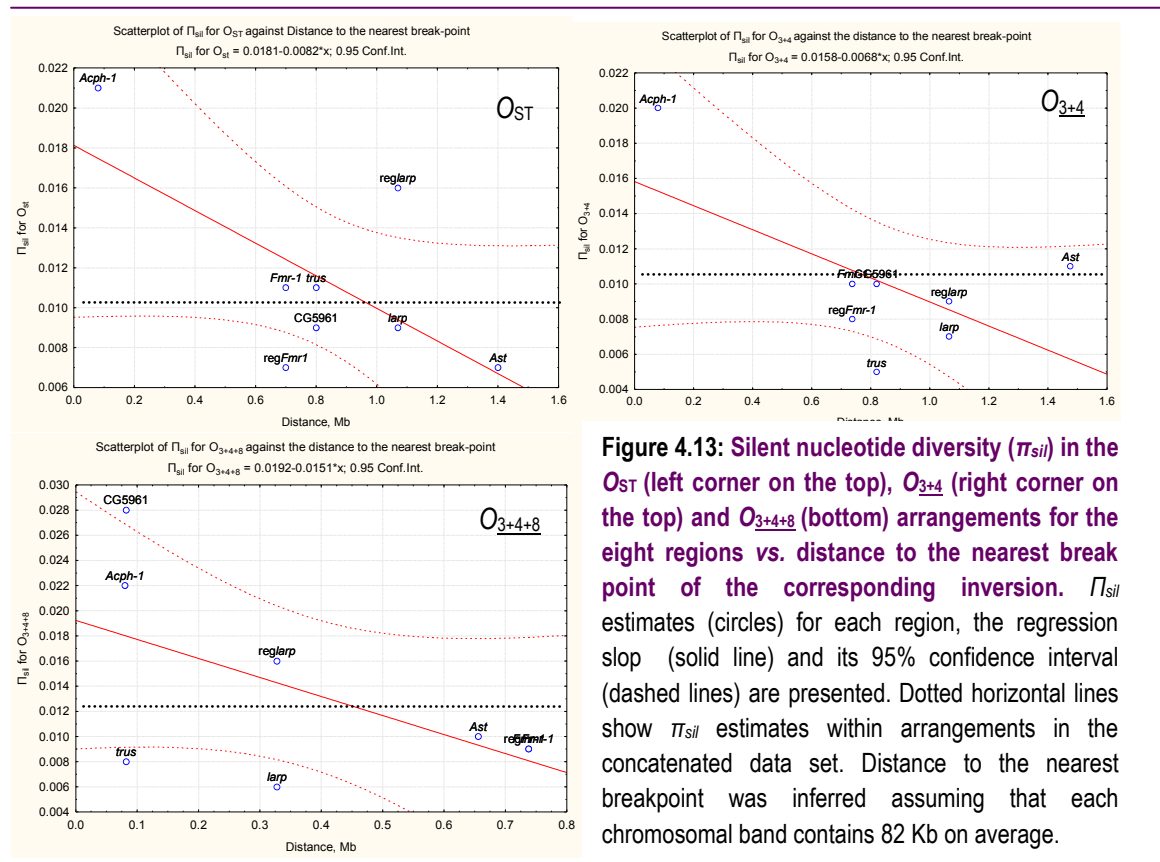 Scatterplot of Πsil for OST against Distance to the nearest break-point
Πsil for Ost = 0.0181-0.0082*x; 0.95 Conf.Int.
0.022
0.020
0.018
0.016
0.014
0.012
0.010
0.008
0.006
Πsil for Ost
Acph-1
OST
reglarp
Fmr-1 trus
CG5961
larp
regFmr1
Ast
0.0 0.2 0.4 0.6 0.8 1.0 1.2 1.4 1.6
Distance, Mb
Scatterplot of Πsil for O3+4 against the distance to the nearest break-point
Πsil for O3+4 = 0.0158-0.0068*x; 0.95 Conf.Int.
0.022
0.020
0.018
0.016
0.014
0.012
0.010
0.008
0.006
0.004
Πsil for O3+4
Acph-1
O3+4
Ast
CG5961
reglarp
regFmr-1
larp
trus
0.0 0.2 0.4 0.6 0.8 1.0 1.2 1.4 1.6
Distance, Mb
Scatterplot of Πsil for O3+4+8 against the distance to the nearest break-point
Πsil for O3+4+8 = 0.0192-0.0151*x; 0.95 Conf.Int.
0.030
0.028
0.026
0.024
0.022
0.020
0.018
0.016
0.014
0.012
0.010
0.008
0.006
0.004
Πsil for O3+4+8
CG5961
O3+4+8
Acph-1
reglarp
Ast
trus
larp
0.0 0.1 0.2 0.3 0.4 0.5 0.6 0.7 0.8
Distance, Mb
Figure 4.13: Silent nucleotide diversity (πsil) in the
OST (left corner on the top), O3+4 (right corner on
the top) and O3+4+8 (bottom) arrangements for the
eight regions vs. distance to the nearest break
point of the corresponding inversion. Πsil
estimates (circles) for each region, the regression
slop (solid line) and its 95% confidence interval
(dashed lines) are presented. Dotted horizontal lines
show πsil estimates within arrangements in the
concatenated data set. Distance to the nearest
breakpoint was inferred assuming that each
chromosomal band contains 82 Kb on average.